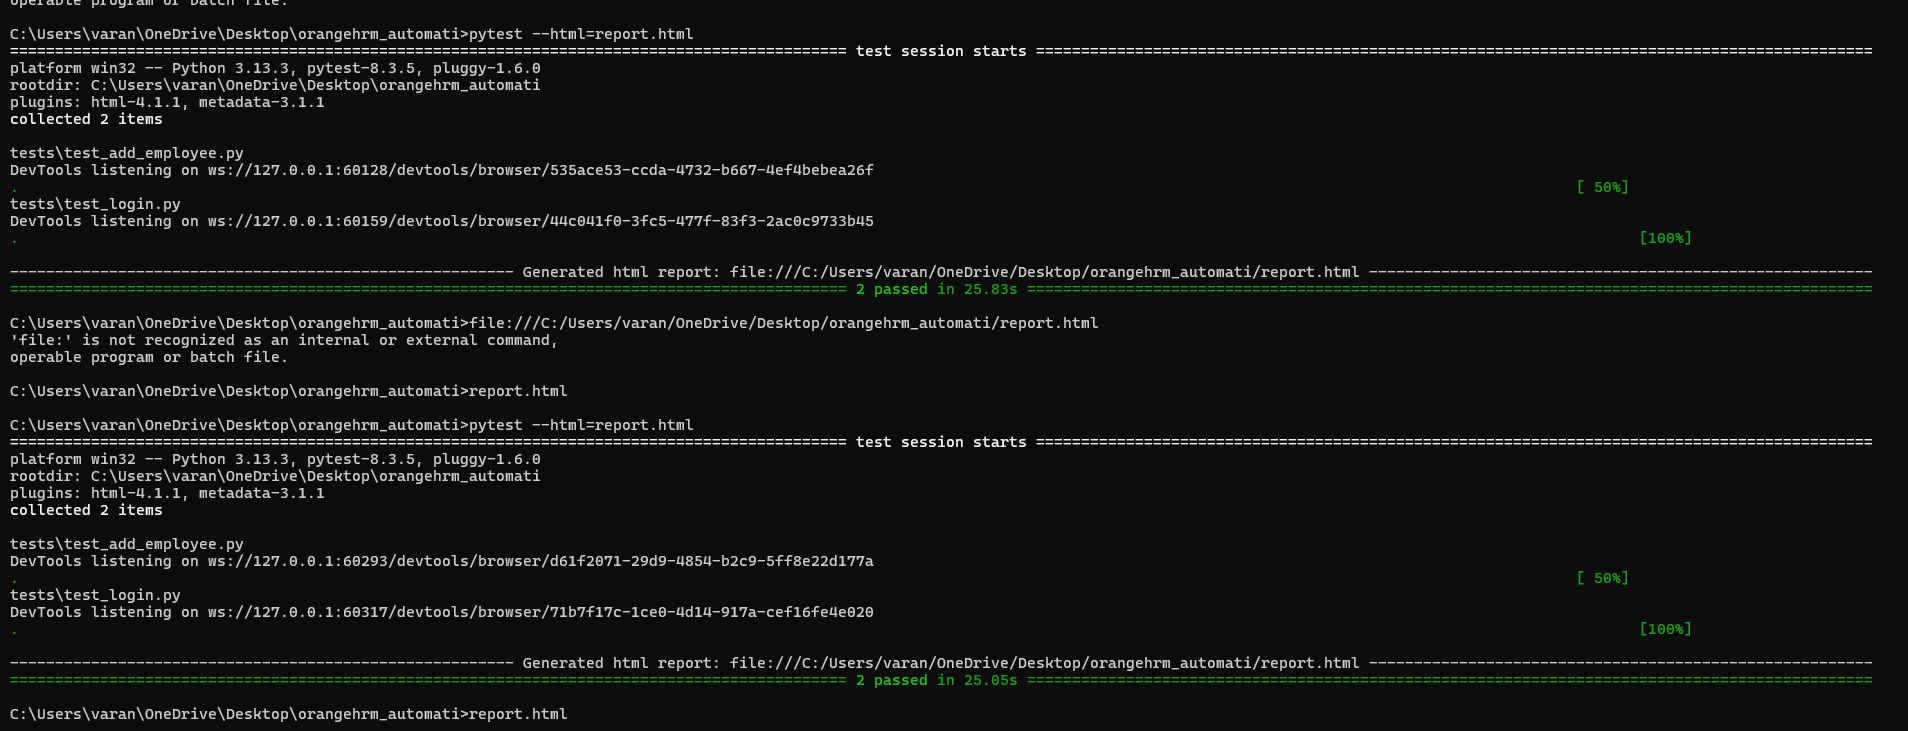 operable program or batch file.
C:\Users\varan\OneDrive\Desktop\orangehrm_automati>pytest --html=report.html
============================================================================================= test session starts =============================================================================================
platform win32 -- Python 3.13.3, pytest-8.3.5, pluggy-1.6.0
rootdir: C:\Users\varan\OneDrive\Desktop\orangehrm_automati
plugins: html-4.1.1, metadata-3.1.1
collected 2 items
tests\test_add_employee.py
DevTools listening on ws://127.0.0.1:60128/devtools/browser/535ace53-ccda-4732-b667-4ef4bebea26f
. [ 50%]
tests\test_login.py
DevTools listening on ws://127.0.0.1:60159/devtools/browser/44c041f0-3fc5-477f-83f3-2ac0c9733b45
. [100%]
-------------------------------------------------------- Generated html report: file:///C:/Users/varan/OneDrive/Desktop/orangehrm_automati/report.html --------------------------------------------------------
============================================================================================= 2 passed in 25.83s ==============================================================================================
C:\Users\varan\OneDrive\Desktop\orangehrm_automati>file:///C:/Users/varan/OneDrive/Desktop/orangehrm_automati/report.html
'file:' is not recognized as an internal or external command,
operable program or batch file.
C:\Users\varan\OneDrive\Desktop\orangehrm_automati>report.html
C:\Users\varan\OneDrive\Desktop\orangehrm_automati>pytest --html=report.html
============================================================================================= test session starts =============================================================================================
platform win32 -- Python 3.13.3, pytest-8.3.5, pluggy-1.6.0
rootdir: C:\Users\varan\OneDrive\Desktop\orangehrm_automati
plugins: html-4.1.1, metadata-3.1.1
collected 2 items
tests\test_add_employee.py
DevTools listening on ws://127.0.0.1:60293/devtools/browser/d61f2071-29d9-4854-b2c9-5ff8e22d177a
. [ 50%]
tests\test_login.py
DevTools listening on ws://127.0.0.1:60317/devtools/browser/71b7f17c-1ce0-4d14-917a-cef16fe4e020
. [100%]
-------------------------------------------------------- Generated html report: file:///C:/Users/varan/OneDrive/Desktop/orangehrm_automati/report.html --------------------------------------------------------
============================================================================================= 2 passed in 25.05s ==============================================================================================
C:\Users\varan\OneDrive\Desktop\orangehrm_automati>report.html